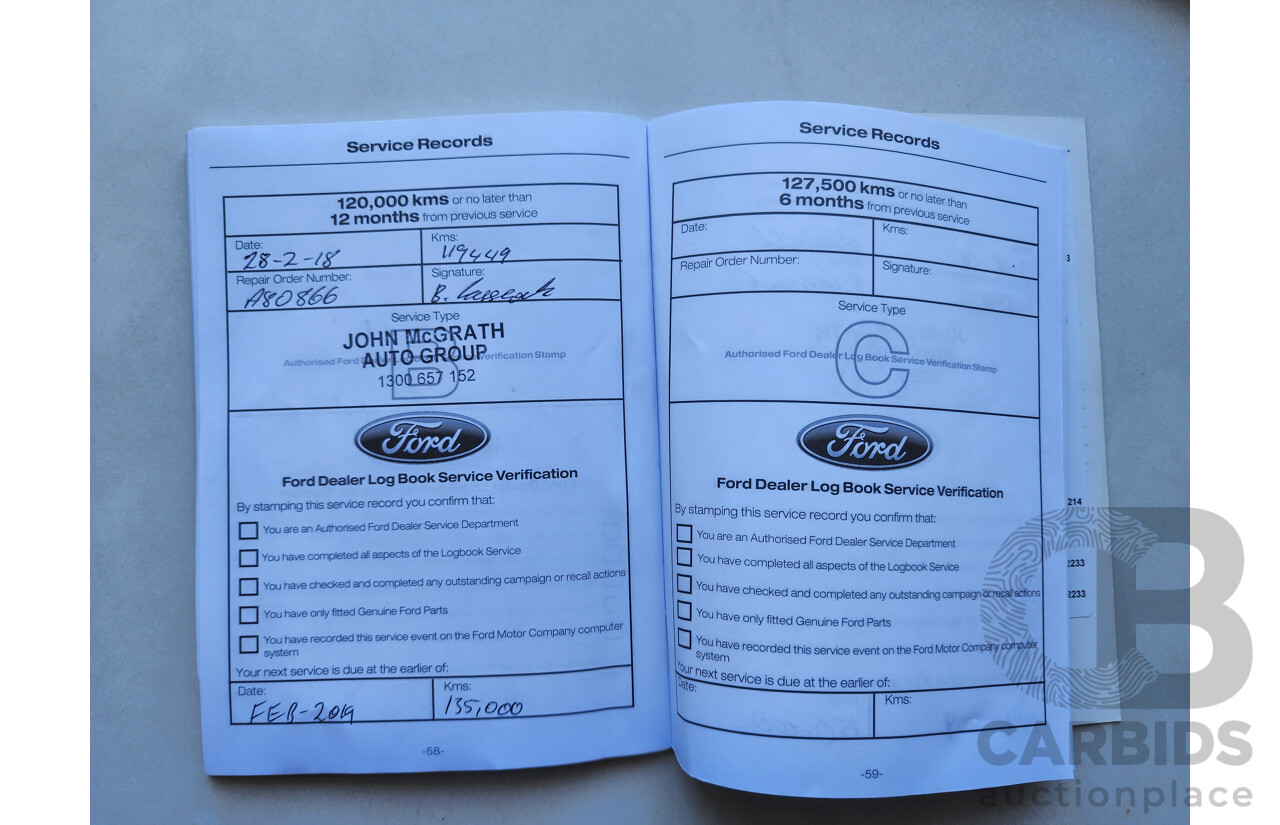 Service Records
120,000 kms or no later than
12 months from previous service
Date:
28-2-18
Kms:
119449
Repair Order Number:
A80866
Signature:
Service Type
B
JOHN McGRATH
AUTO GROUP
1300 657 152
Authorised Ford Verification Stamp
Ford
Ford Dealer Log Book Service Verification
By stamping this service record you confirm that:
You are an Authorised Ford Dealer Service Department
You have completed all aspects of the Logbook Service
You have checked and completed any outstanding campaign or recall actions
You have only fitted Genuine Ford Parts
You have recorded this service event on the Ford Motor Company computer
system
Your next service is due at the earlier of:
Date:
FEB-2019
Kms:
135,000
-58-
Service Records
127,500 kms or no later than
6 months from previous service
Date:
Kms:
Repair Order Number:
Signature:
Service Type
C
Authorised Ford Dealer Log Book Service Verification Stamp
Ford
Ford Dealer Log Book Service Verification
By stamping this service record you confirm that:
You are an Authorised Ford Dealer Service Department
You have completed all aspects of the Logbook Service
You have checked and completed any outstanding campaign or recall actions
You have only fitted Genuine Ford Parts
You have recorded this service event on the Ford Motor Company computer
system
Your next service is due at the earlier of:
Date:
Kms:
-59-
3
214
2233
2233
CB
CARBIDS
auctionplace